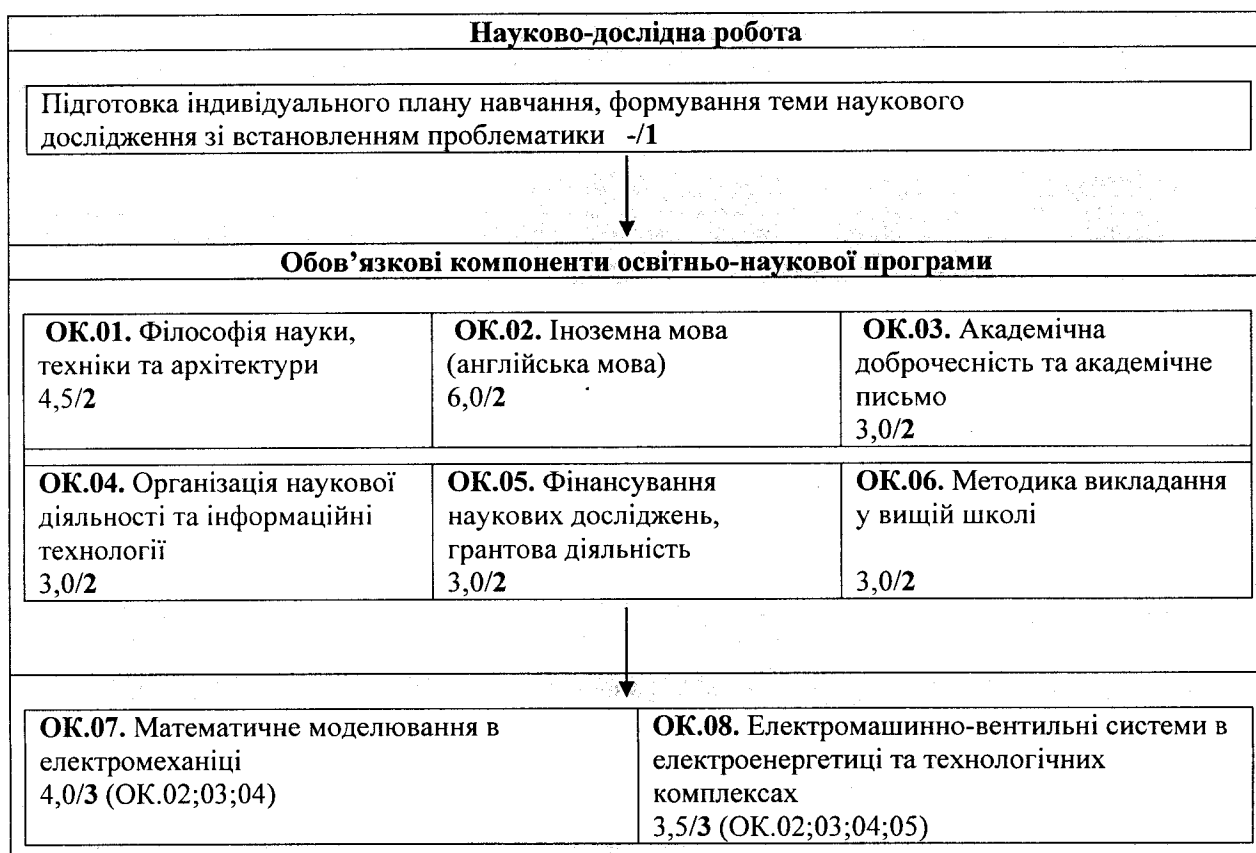 Науково-дослідна робота
Підготовка індивідуального плану навчання, формування теми наукового
дослідження зі встановленням проблематики -/1
Обов’язкові компоненти освітньо-наукової програми
ОК.01. Філософія науки,
техніки та архітектури
4,5/2
ОК.02. Іноземна мова
(англійська мова)
6,0/2
ОК.03. Академічна
доброчесність та академічне
письмо
3,0/2
ОК.04. Організація наукової
діяльності та інформаційні
технології
3,0/2
ОК.05. Фінансування
наукових досліджень,
грантова діяльність
3,0/2
ОК.06. Методика викладання
у вищій школі
3,0/2
ОК.07. Математичне моделювання в
електромеханіці
4,0/3 (ОК.02;03;04)
ОК.08. Електромашинно-вентильні системи в
електроенергетиці та технологічних
комплексах
3,5/3 (ОК.02;03;04;05)